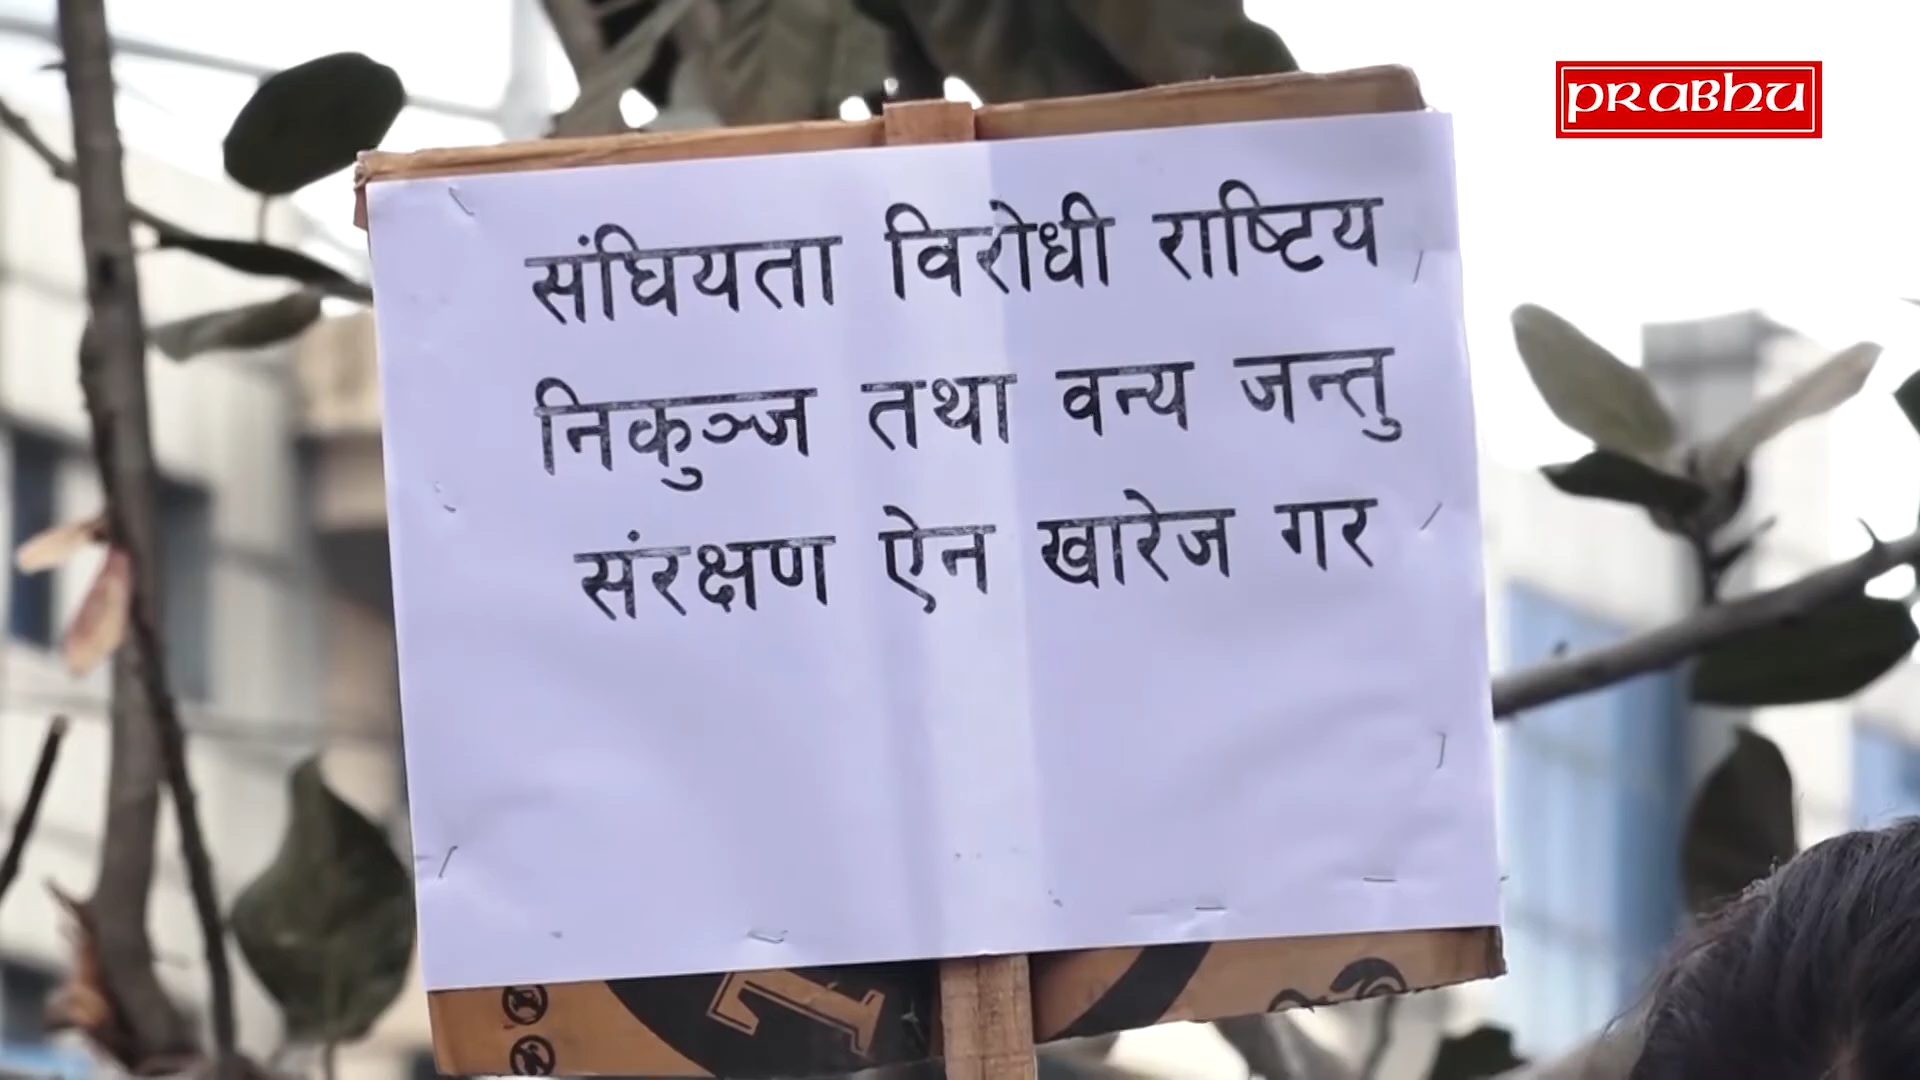 PRABHU
संघियता विरोधी राष्टिय
निकुञ्ज तथा वन्य जन्तु
संरक्षण ऐन खारेज गर